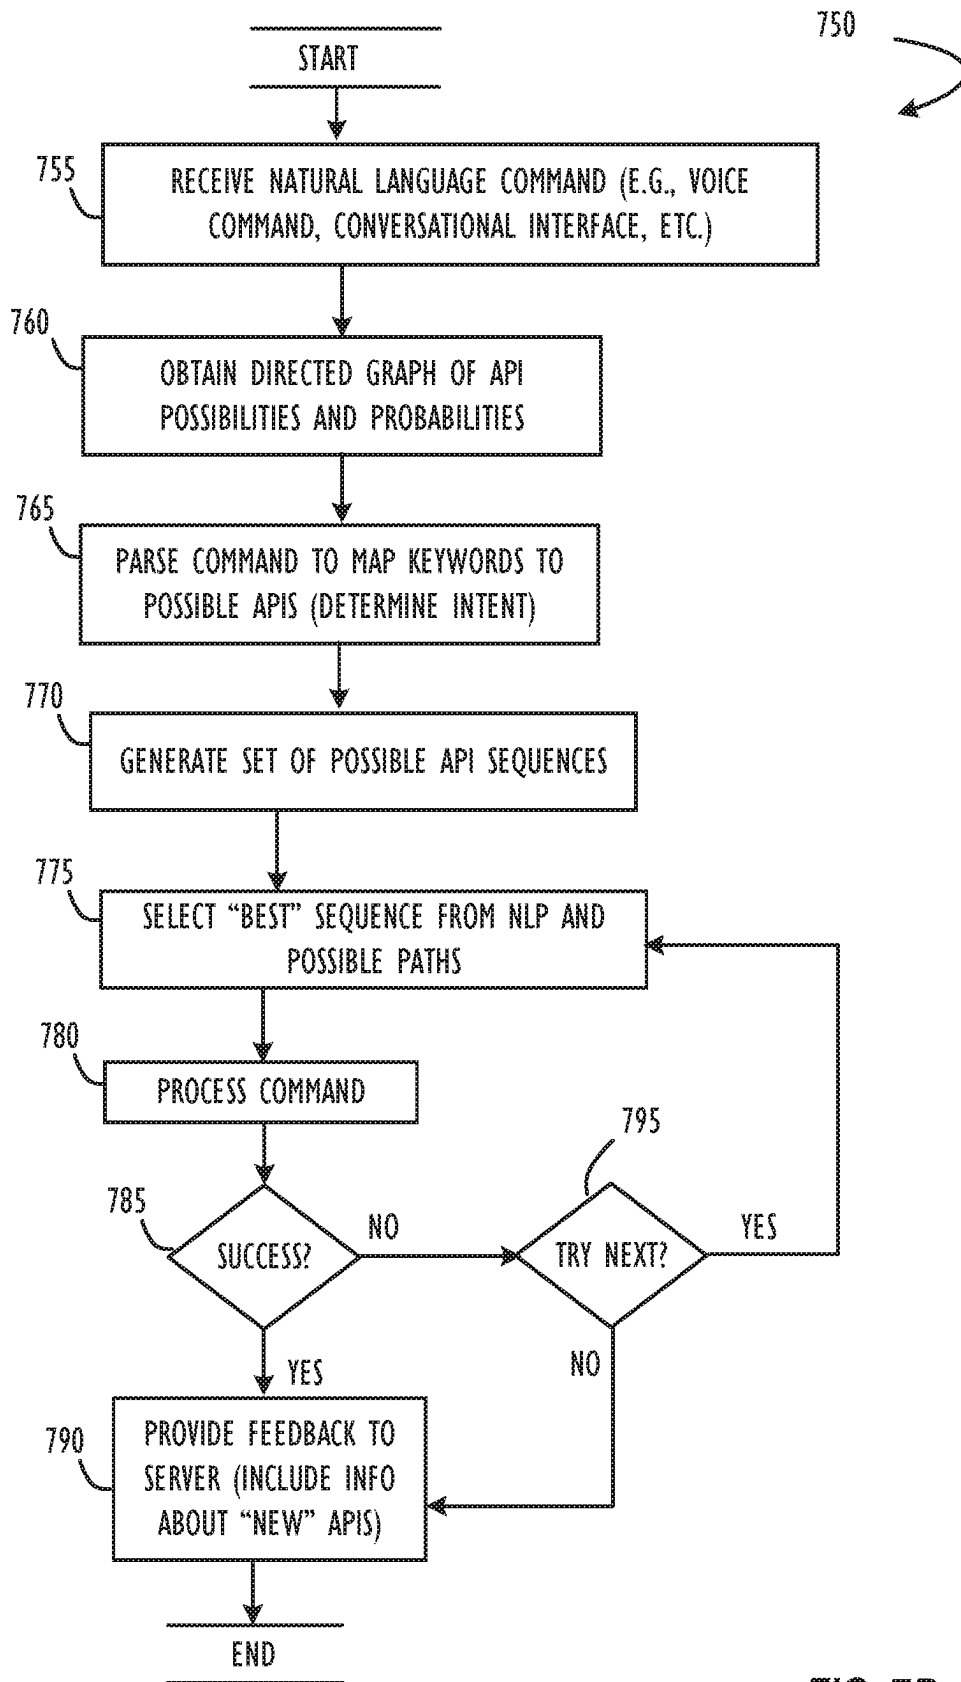 750
START
755
RECEIVE NATURAL LANGUAGE COMMAND (E.G., VOICE
COMMAND, CONVERSATIONAL INTERFACE, ETC.)
760
OBTAIN DIRECTED GRAPH OF API
POSSIBILITIES AND PROBABILITIES
765
PARSE COMMAND TO MAP KEYWORDS TO
POSSIBLE APIS (DETERMINE INTENT)
770
GENERATE SET OF POSSIBLE API SEQUENCES
775
SELECT “BEST” SEQUENCE FROM NLP AND
POSSIBLE PATHS
780
PROCESS COMMAND
795
785
SUCCESS?
NO
TRY NEXT?
YES
YES
NO
790
PROVIDE FEEDBACK TO
SERVER (INCLUDE INFO
ABOUT “NEW” APIS)
END